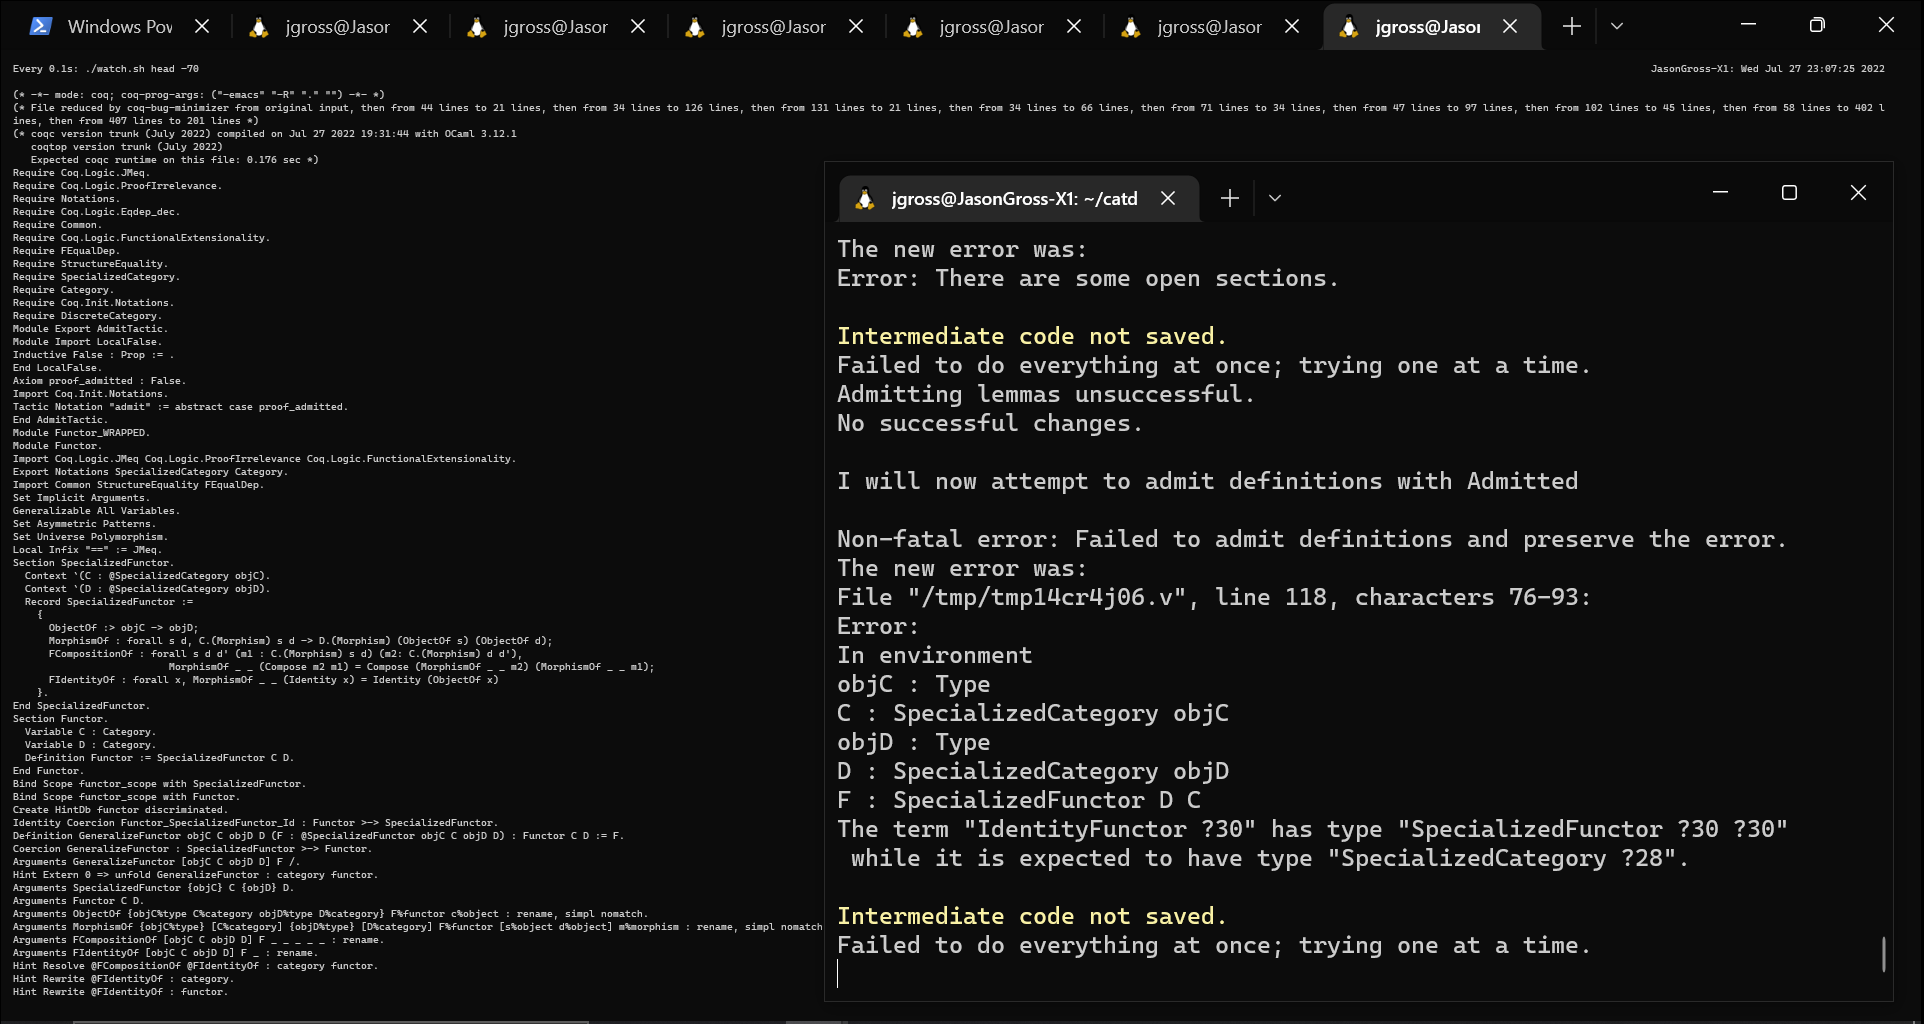 Windows Pov
jgross@Jasor
jgross@Jasor
jgross@Jasor
jgross@Jasor
jgross@Jasor
jgross@Jasor
Every 0.1s: ./watch.sh head -70
JasonGross-X1: Wed Jul 27 23:07:25 2022
(* -*- mode: coq; coq-prog-args: ("-emacs" "-R" "." "") -*- *)
(* File reduced by coq-bug-minimizer from original input, then from 44 lines to 21 lines, then from 34 lines to 126 lines, then from 131 lines to 21 lines, then from 34 lines to 66 lines, then from 71 lines to 34 lines, then from 47 lines to 97 lines, then from 102 lines to 45 lines, then from 58 lines to 402 l
ines, then from 407 lines to 201 lines *)
(* coqc version trunk (July 2022) compiled on Jul 27 2022 19:31:44 with OCaml 3.12.1
   coqtop version trunk (July 2022)
   Expected coqc runtime on this file: 0.176 sec *)
Require Coq.Logic.JMeq.
Require Coq.Logic.ProofIrrelevance.
Require Notations.
Require Coq.Logic.Eqdep_dec.
Require Common.
Require Coq.Logic.FunctionalExtensionality.
Require FEqualDep.
Require StructureEquality.
Require SpecializedCategory.
Require Category.
Require Coq.Init.Notations.
Require DiscreteCategory.
Module Export AdmitTactic.
Module Import LocalFalse.
Inductive False : Prop := .
End LocalFalse.
Axiom proof_admitted : False.
Import Coq.Init.Notations.
Tactic Notation "admit" := abstract case proof_admitted.
End AdmitTactic.
Module Functor_WRAPPED.
Module Functor.
Import Coq.Logic.JMeq Coq.Logic.ProofIrrelevance Coq.Logic.FunctionalExtensionality.
Export Notations SpecializedCategory Category.
Import Common StructureEquality FEqualDep.
Set Implicit Arguments.
Generalizable All Variables.
Set Asymmetric Patterns.
Set Universe Polymorphism.
Local Infix "==" := JMeq.
Section SpecializedFunctor.
  Context `(C : @SpecializedCategory objC).
  Context `(D : @SpecializedCategory objD).
  Record SpecializedFunctor :=
    {
      ObjectOf :> objC -> objD;
      MorphismOf : forall s d, C.(Morphism) s d -> D.(Morphism) (ObjectOf s) (ObjectOf d);
      FCompositionOf : forall s d d' (m1 : C.(Morphism) s d) (m2: C.(Morphism) d d'),
                          MorphismOf _ _ (Compose m2 m1) = Compose (MorphismOf _ _ m2) (MorphismOf _ _ m1);
      FIdentityOf : forall x, MorphismOf _ _ (Identity x) = Identity (ObjectOf x)
    }.
End SpecializedFunctor.
Section Functor.
  Variable C : Category.
  Variable D : Category.
  Definition Functor := SpecializedFunctor C D.
End Functor.
Bind Scope functor_scope with SpecializedFunctor.
Bind Scope functor_scope with Functor.
Create HintDb functor discriminated.
Identity Coercion Functor_SpecializedFunctor_Id : Functor >-> SpecializedFunctor.
Definition GeneralizeFunctor objC C objD D (F : @SpecializedFunctor objC C objD D) : Functor C D := F.
Coercion GeneralizeFunctor : SpecializedFunctor >-> Functor.
Arguments GeneralizeFunctor [objC C objD D] F /.
Hint Extern 0 => unfold GeneralizeFunctor : category functor.
Arguments SpecializedFunctor {objC} C {objD} D.
Arguments Functor C D.
Arguments ObjectOf {objC%type C%category objD%type D%category} F%functor c%object : rename, simpl nomatch.
Arguments MorphismOf {objC%type} [C%category] {objD%type} [D%category] F%functor [s%object d%object] m%morphism : rename, simpl nomatch
Arguments FCompositionOf [objC C objD D] F _ _ _ _ _ : rename.
Arguments FIdentityOf [objC C objD D] F _ : rename.
Hint Resolve @FCompositionOf @FIdentityOf : category functor.
Hint Rewrite @FIdentityOf : category.
Hint Rewrite @FIdentityOf : functor.
jgross@JasonGross-X1: ~/catd
The new error was:
Error: There are some open sections.
Intermediate code not saved.
Failed to do everything at once; trying one at a time.
Admitting lemmas unsuccessful.
No successful changes.
I will now attempt to admit definitions with Admitted
Non-fatal error: Failed to admit definitions and preserve the error.
The new error was:
File "/tmp/tmp14cr4j06.v", line 118, characters 76-93:
Error:
In environment
objC : Type
C : SpecializedCategory objC
objD : Type
D : SpecializedCategory objD
F : SpecializedFunctor D C
The term "IdentityFunctor ?30" has type "SpecializedFunctor ?30 ?30"
 while it is expected to have type "SpecializedCategory ?28".
Intermediate code not saved.
Failed to do everything at once; trying one at a time.